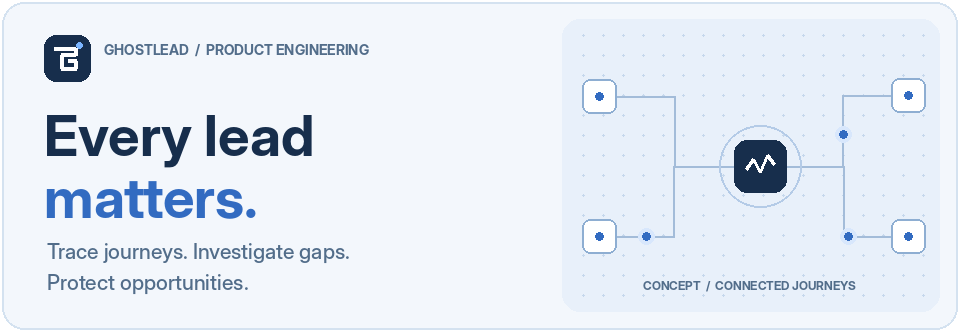 GHOSTLEAD / PRODUCT ENGINEERING
Every lead
matters.
Trace journeys. Investigate gaps.
Protect opportunities.
CONCEPT / CONNECTED JOURNEYS